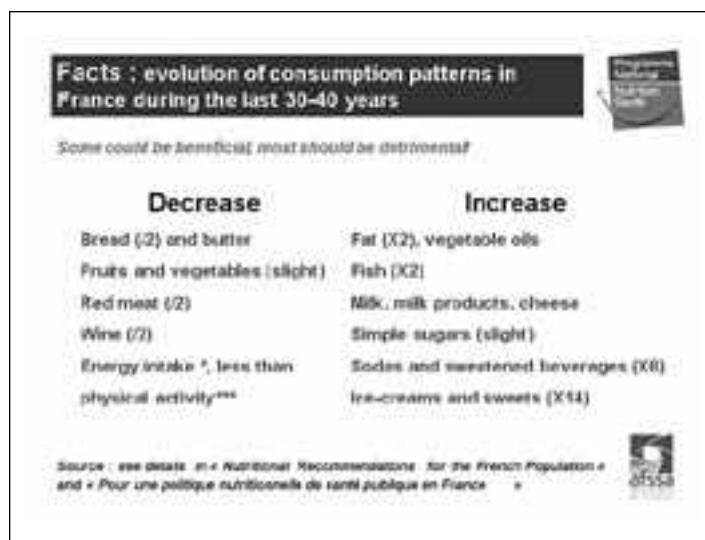 Facts : evolution of consumption patterns in
France during the last 30-40 years
Programme
National
Nutrition
Santé
Some could be beneficial, most should be detrimental!
Decrease
Bread (/2) and butter
Fruits and vegetables (slight)
Red meat (/2)
Wine (/2)
Energy intake *, less than
physical activity***
Increase
Fat (X2), vegetable oils
Fish (X2)
Milk, milk products, cheese
Simple sugars (slight)
Sodas and sweetened beverages (X8)
Ice-creams and sweets (X14)
Source : see details in « Nutritional Recommendations for the French Population »
and « Pour une politique nutritionnelle de santé publique en France »
afssa